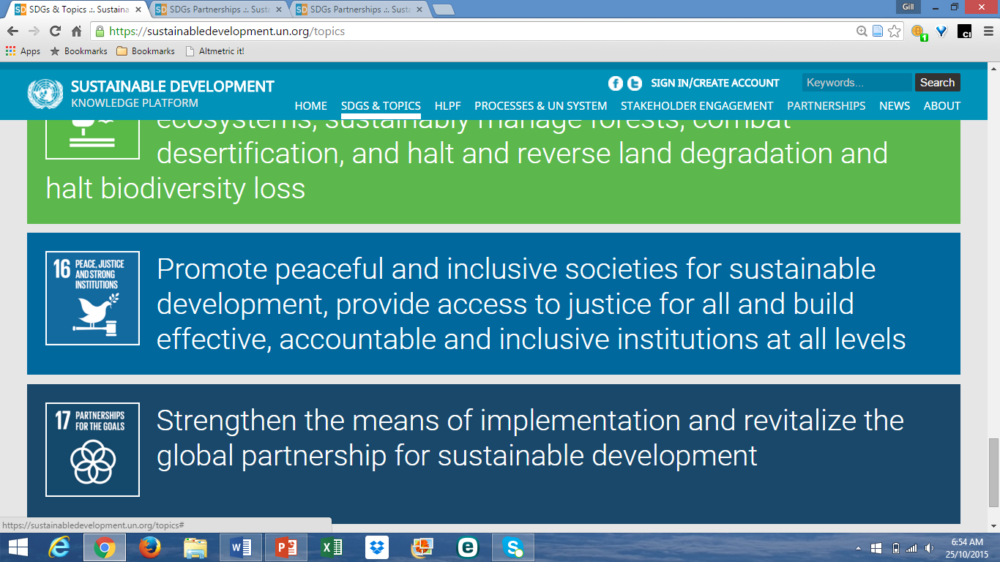 SDGs & Topics .:. Sustaina
SDGs Partnerships .:. Susta
SDGs Partnerships .:. Susta
Gill
https://sustainabledevelopment.un.org/topics
Apps Bookmarks Bookmarks Altmetric it!
SUSTAINABLE DEVELOPMENT
KNOWLEDGE PLATFORM
SIGN IN/CREATE ACCOUNT
Keywords... Search
HOME SDGS & TOPICS HLPF PROCESSES & UN SYSTEM STAKEHOLDER ENGAGEMENT PARTNERSHIPS NEWS ABOUT
ecosystems, sustainably manage forests, combat
desertification, and halt and reverse land degradation and
halt biodiversity loss
16 PEACE, JUSTICE
AND STRONG
INSTITUTIONS
Promote peaceful and inclusive societies for sustainable
development, provide access to justice for all and build
effective, accountable and inclusive institutions at all levels
17 PARTNERSHIPS
FOR THE GOALS
Strengthen the means of implementation and revitalize the
global partnership for sustainable development
https://sustainabledevelopment.un.org/topics#
6:54 AM
25/10/2015